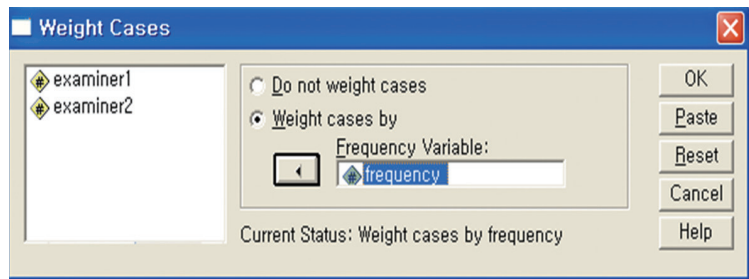 Weight Cases
examiner1
examiner2
Do not weight cases
Weight cases by
Frequency Variable:
frequency
Current Status: Weight cases by frequency
OK
Paste
Reset
Cancel
Help